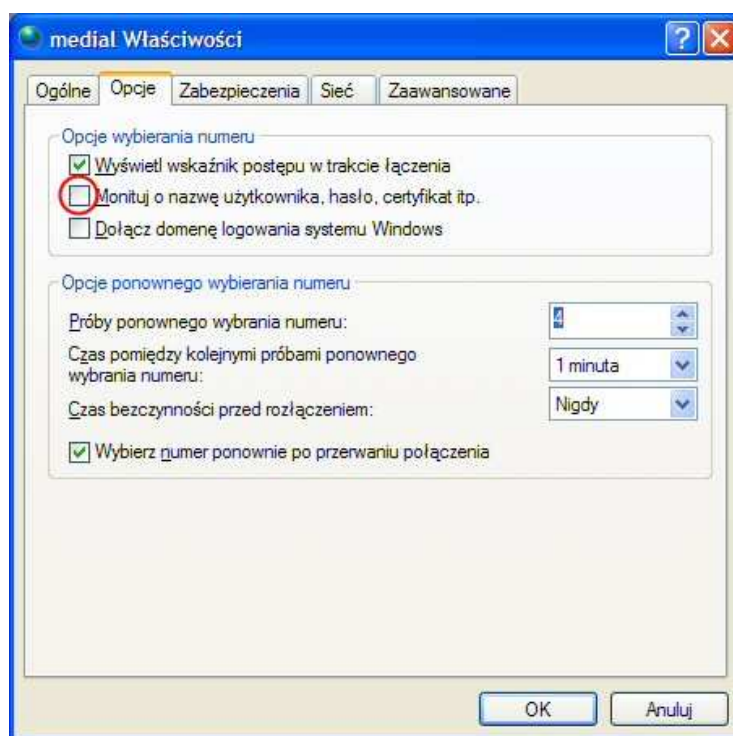 medial Właściwości
Ogólne Opcje Zabezpieczenia Sieć Zaawansowane
Opcje wybierania numeru
Wyświetl wskaźnik postępu w trakcie łączenia
Monituj o nazwę użytkownika, hasło, certyfikat itp.
Dołącz domenę logowania systemu Windows
Opcje ponownego wybierania numeru
Próby ponownego wybrania numeru: 4
Czas pomiędzy kolejnymi próbami ponownego
wybrania numeru: 1 minuta
Czas bezczynności przed rozłączeniem: Nigdy
Wybierz numer ponownie po przerwaniu połączenia
OK Anuluj